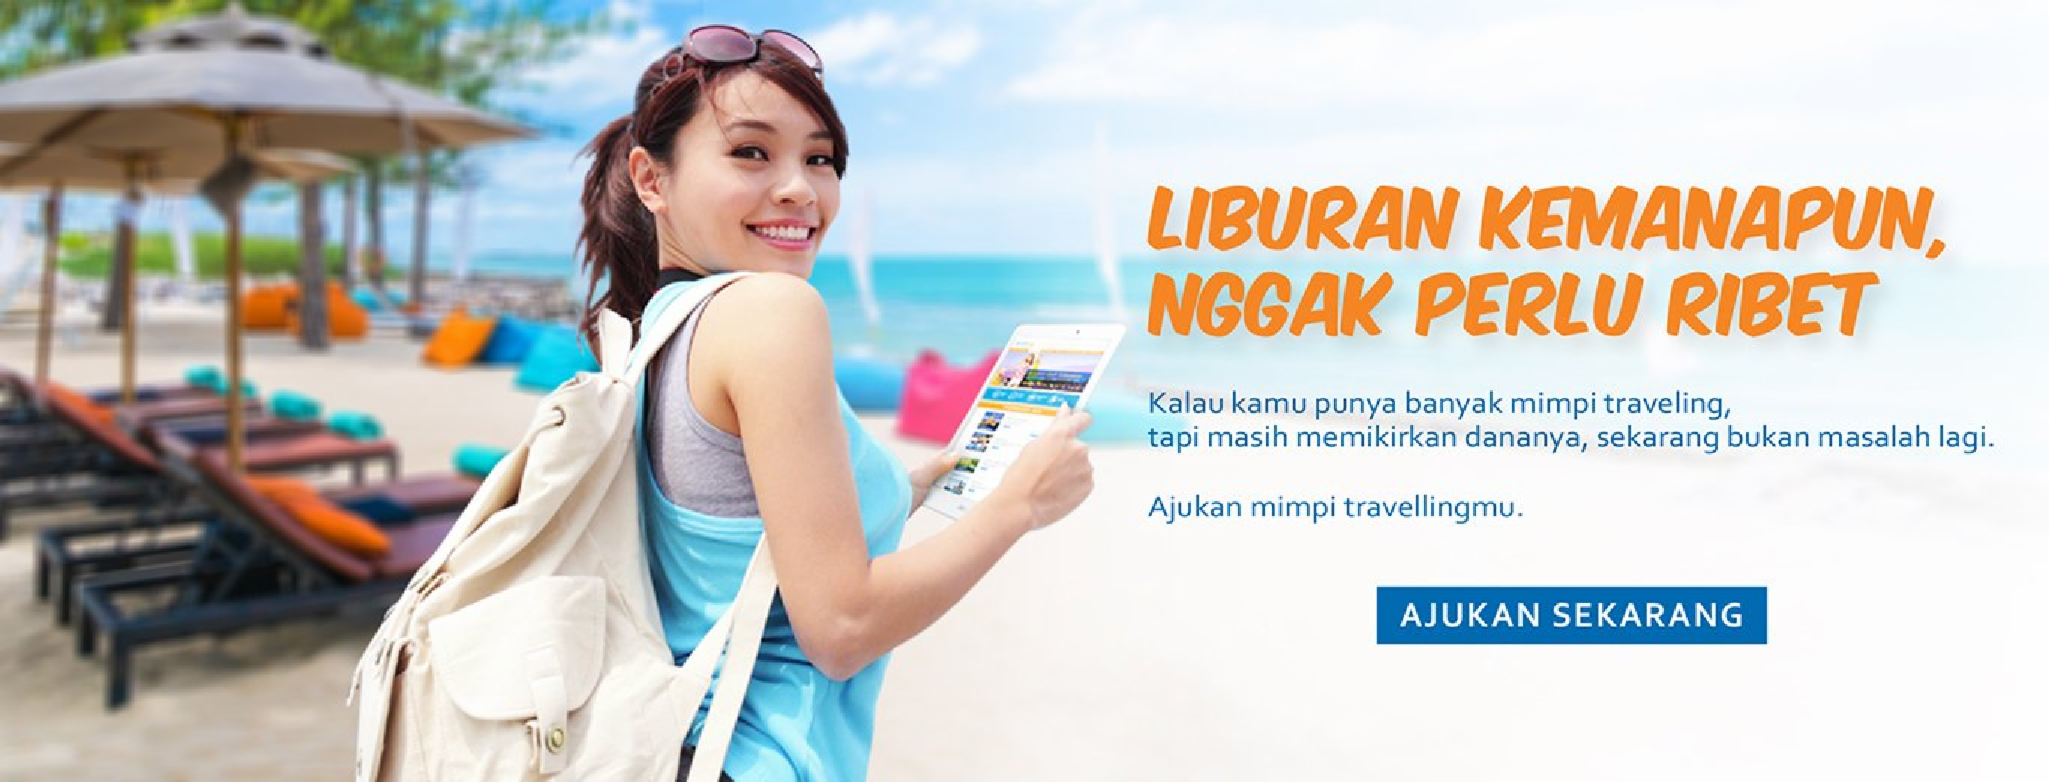 LIBURAN KEMANAPUN,
NGGAK PERLU RIBET
Kalau kamu punya banyak mimpi traveling,
tapi masih memikirkan dananya, sekarang bukan masalah lagi.
Ajukan mimpi travellingmu.
AJUKAN SEKARANG